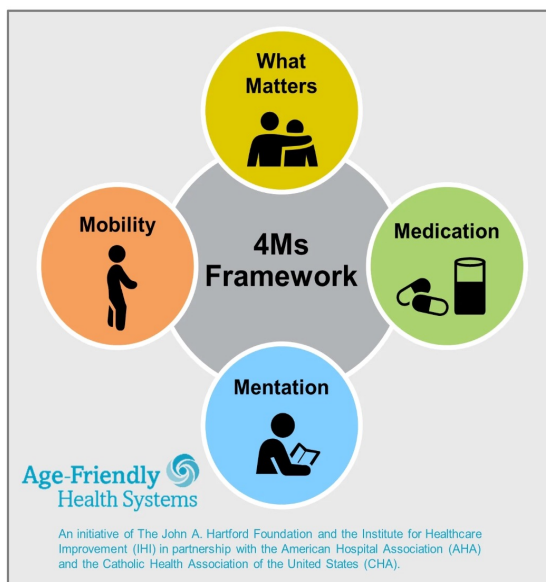 What
Matters
Mobility
4Ms
Framework
Medication
Mentation
Age-Friendly
Health Systems
An initiative of The John A. Hartford Foundation and the Institute for Healthcare
Improvement (IHI) in partnership with the American Hospital Association (AHA)
and the Catholic Health Association of the United States (CHA).